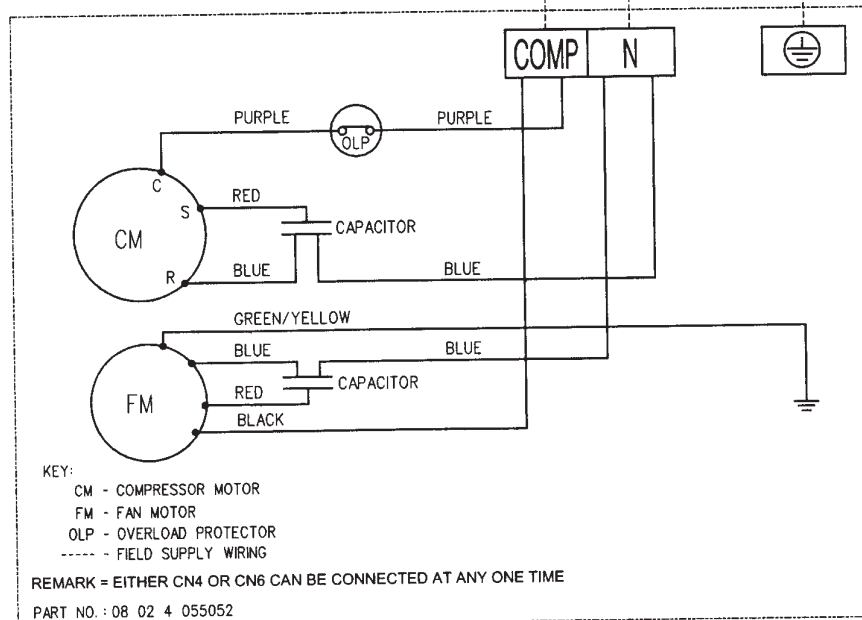 COMP N
PURPLE PURPLE
OLP
C
RED
S
CAPACITOR
CM
R
BLUE BLUE
GREEN/YELLOW
BLUE BLUE
CAPACITOR
RED
FM
BLACK
KEY:
CM - COMPRESSOR MOTOR
FM - FAN MOTOR
OLP - OVERLOAD PROTECTOR
----- - FIELD SUPPLY WIRING
REMARK = EITHER CN4 OR CN6 CAN BE CONNECTED AT ANY ONE TIME
PART NO. : 08 02 4 055052